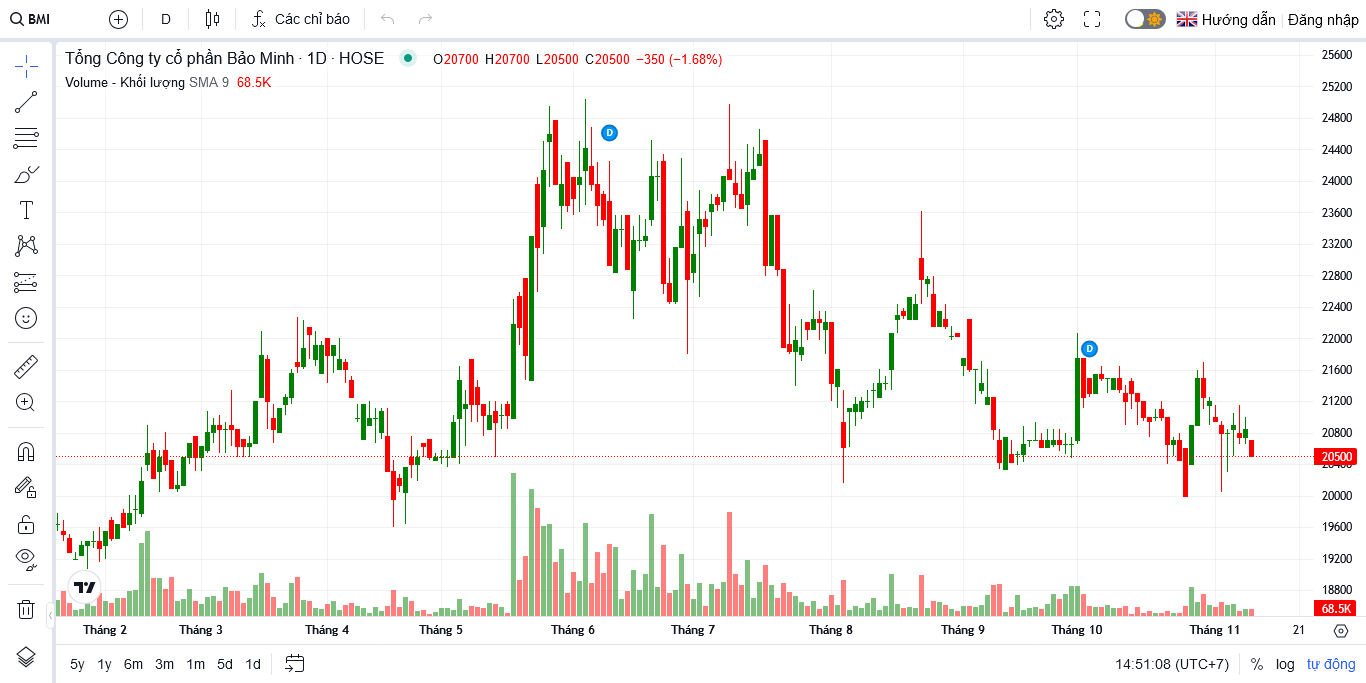 BMI D Các chỉ báo Hướng dẫn Đăng nhập
Tổng Công ty cổ phần Bảo Minh · 1D · HOSE O20700 H20700 L20500 C20500 −350 (−1.68%)
Volume - Khối lượng SMA 9 68.5K
D
D
25600
25200
24800
24400
24000
23600
23200
22800
22400
22000
21600
21200
20800
20500
20400
20000
19600
19200
18800
68.5K
Tháng 2 Tháng 3 Tháng 4 Tháng 5 Tháng 6 Tháng 7 Tháng 8 Tháng 9 Tháng 10 Tháng 11 21
5y 1y 6m 3m 1m 5d 1d 14:51:08 (UTC+7) % log tự động